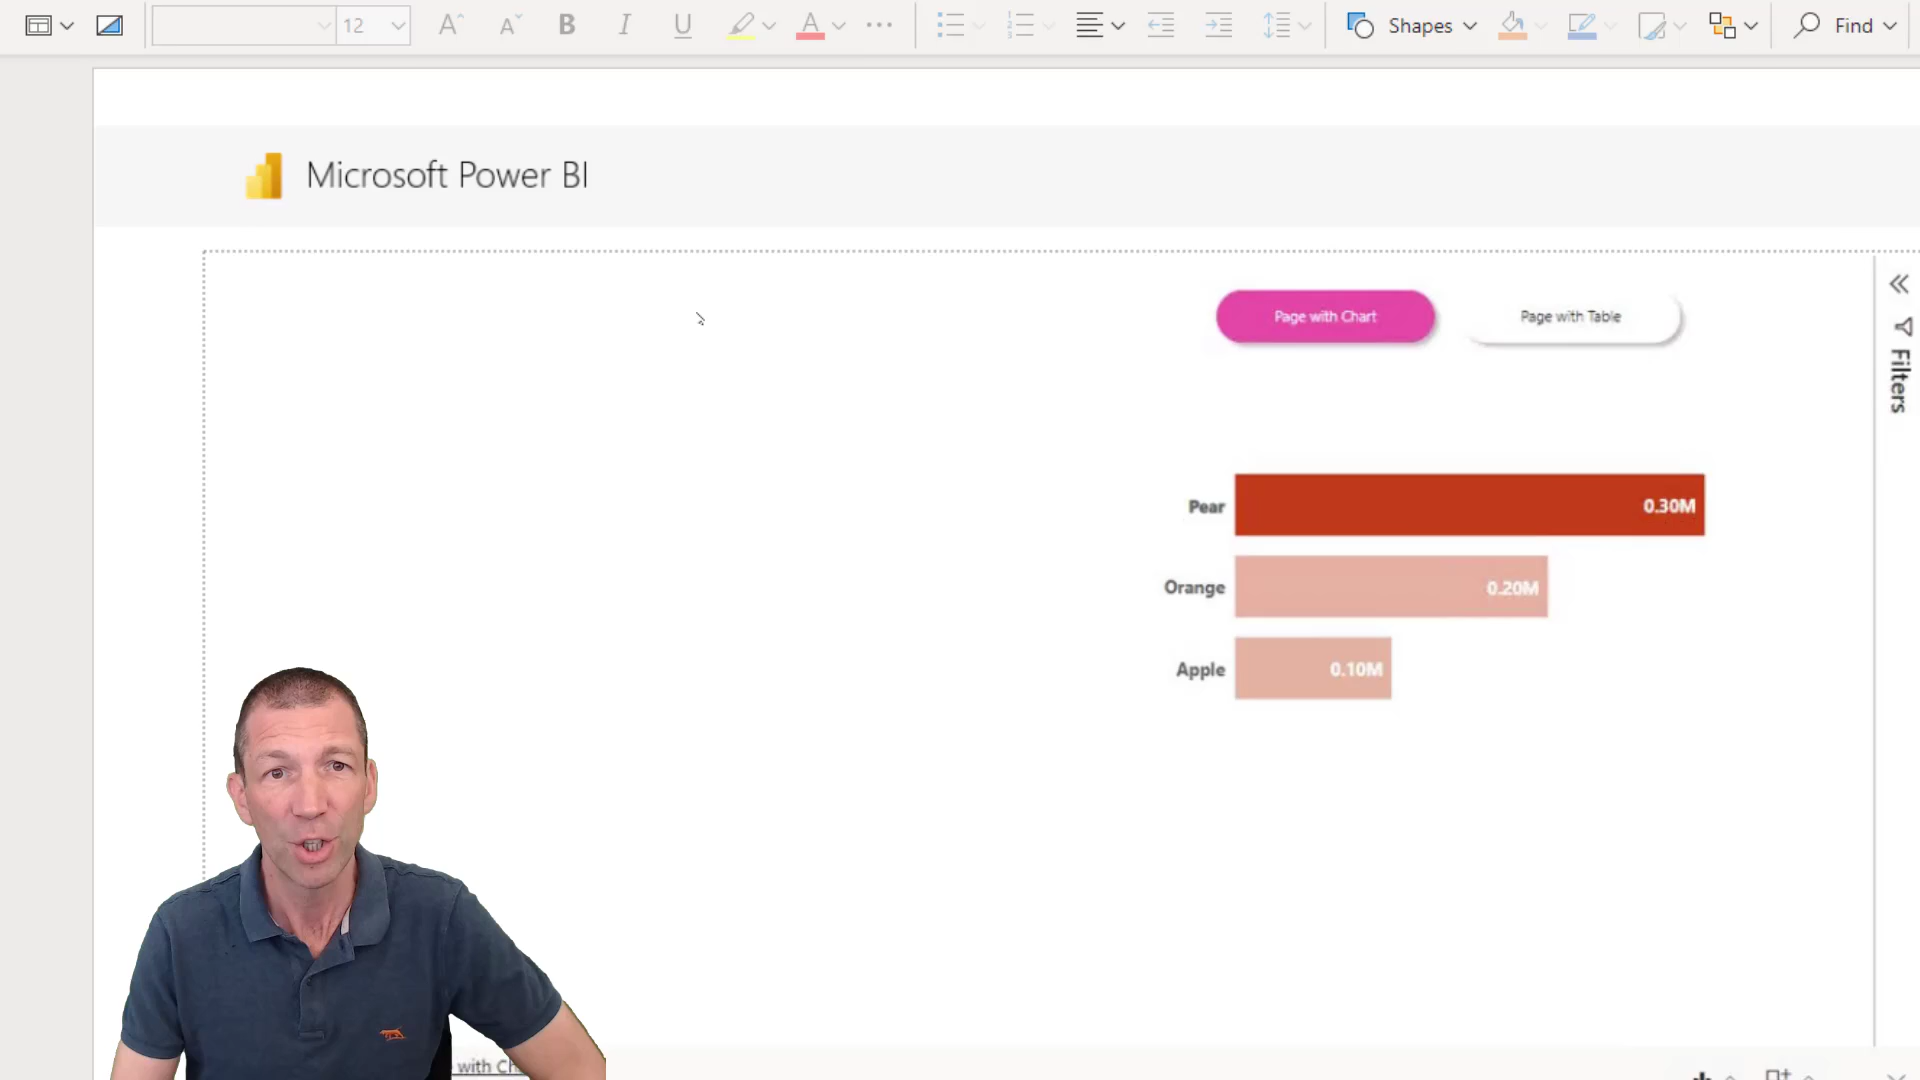 12
B
I
U
A
Shapes
Find
Microsoft Power BI
Page with Chart
Page with Table
Filters
Pear
0.30M
Orange
0.20M
Apple
0.10M
with